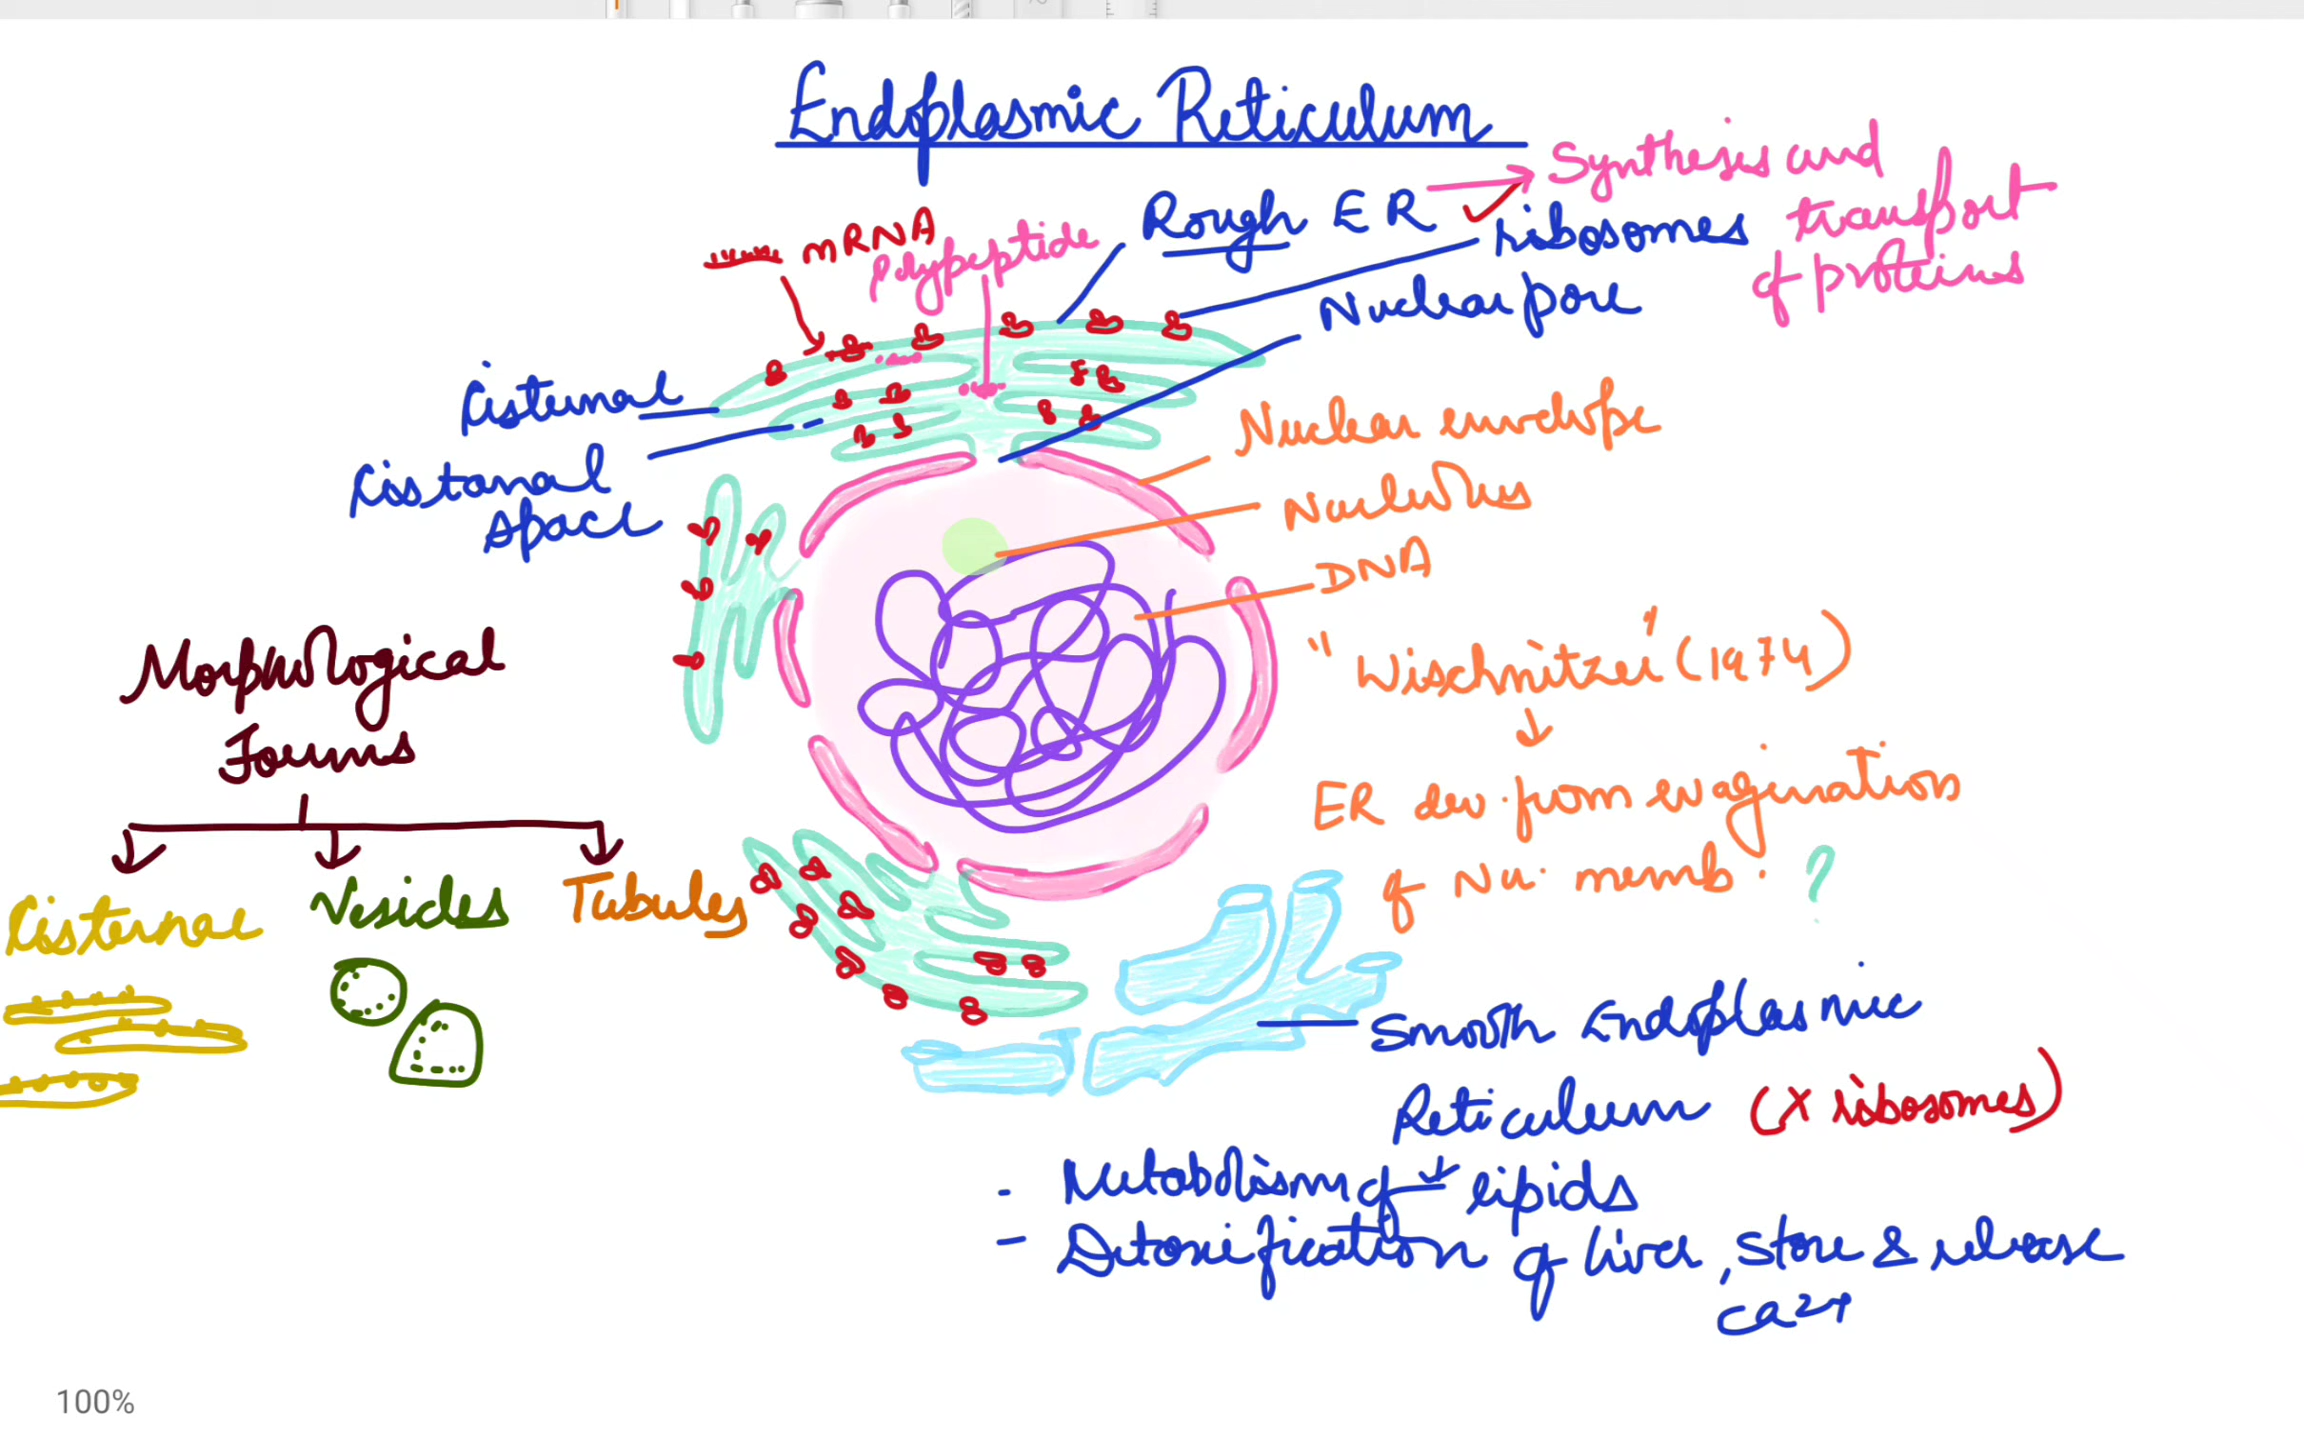 Endoplasmic Reticulum
Rough ER → Synthesis and
transport
of proteins
mRNA
Polypeptide
ribosomes
Nuclear pore
Cisternal
Cistanal
space
Nuclear envelope
Nucleolus
DNA
"Wischnitzer" (1974)
↓
ER dev. from evagination
of Nu. memb. ?
Morphological
Forms
Cisternae
Vesicles
Tubules
Smooth Endoplasmic
Reticulum (X ribosomes)
- Metabolism of lipids
- Detoxification of liver, store & release
Ca2+
100%